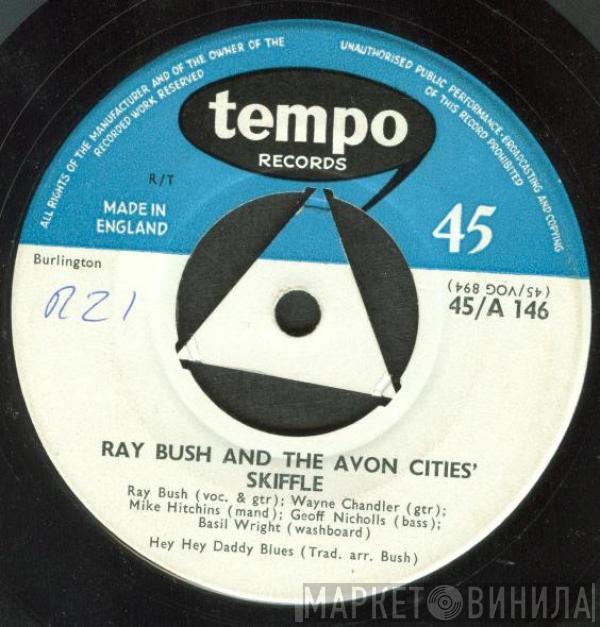 ALL RIGHTS OF THE MANUFACTURER AND OF THE OWNER OF THE
RECORDED WORK RESERVED
UNAUTHORISED PUBLIC PERFORMANCE·BROADCASTING AND COPYING
OF THIS RECORD PROHIBITED
tempo
RECORDS
R/T
MADE IN
ENGLAND
45
Burlington
R21
(45/VOG 894)
45/A 146
RAY BUSH AND THE AVON CITIES'
SKIFFLE
Ray Bush (voc. & gtr); Wayne Chandler (gtr);
Mike Hitchins (mand); Geoff Nicholls (bass);
Basil Wright (washboard)
Hey Hey Daddy Blues (Trad. arr. Bush)
МАРКЕТ ВИНИЛА